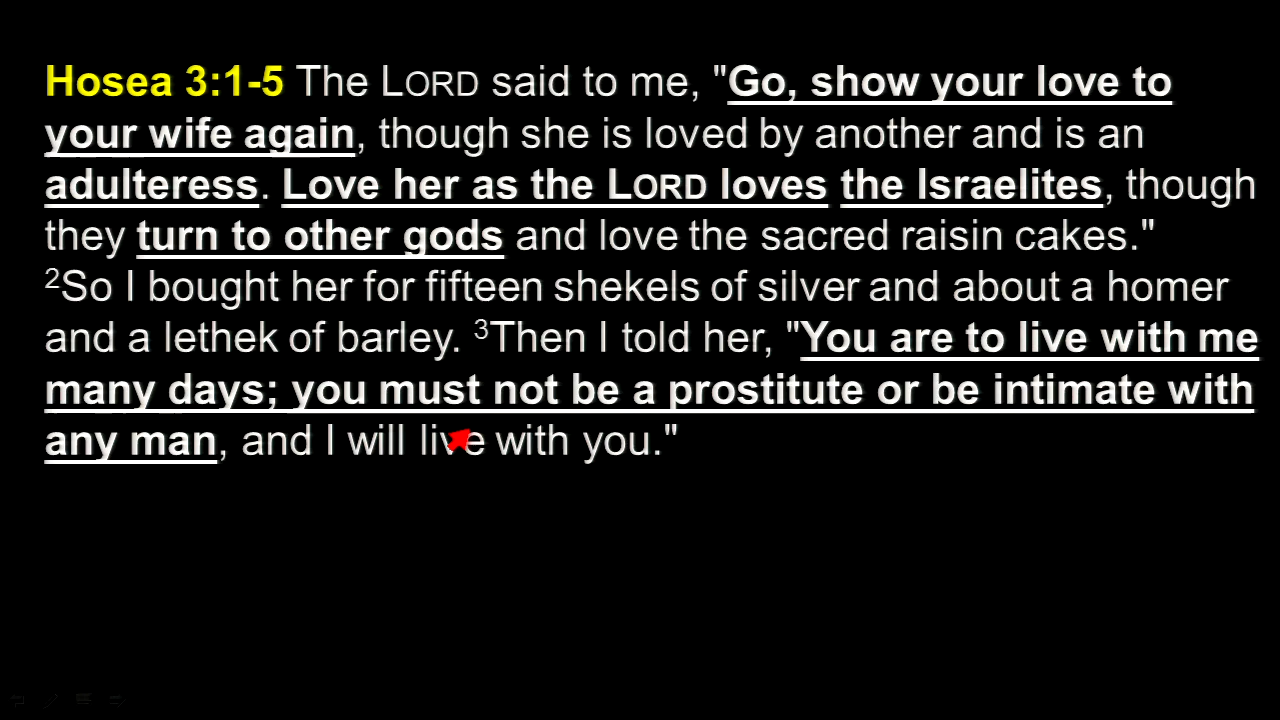 Hosea 3:1-5 The LORD said to me, "Go, show your love to
your wife again, though she is loved by another and is an
adulteress. Love her as the LORD loves the Israelites, though
they turn to other gods and love the sacred raisin cakes."
²So I bought her for fifteen shekels of silver and about a homer
and a lethek of barley. ³Then I told her, "You are to live with me
many days; you must not be a prostitute or be intimate with
any man, and I will live with you."